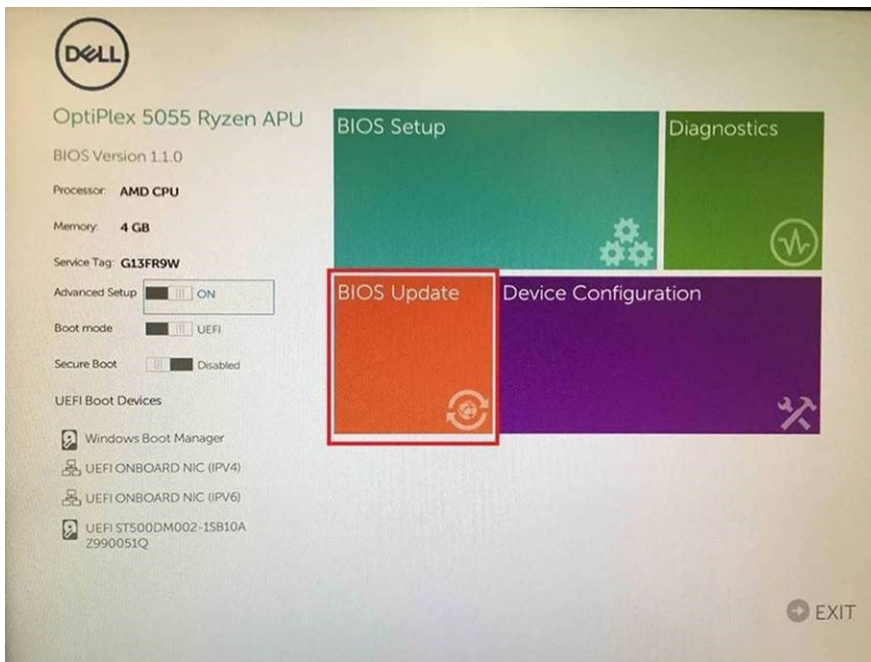 DELL
OptiPlex 5055 Ryzen APU
BIOS Version 1.1.0
Processor: AMD CPU
Memory: 4 GB
Service Tag: G13FR9W
Advanced Setup ON
Boot mode UEFI
Secure Boot Disabled
UEFI Boot Devices
Windows Boot Manager
UEFI ONBOARD NIC (IPV4)
UEFI ONBOARD NIC (IPV6)
UEFI ST500DM002-1SB10A
Z990051Q
BIOS Setup
Diagnostics
BIOS Update
Device Configuration
EXIT